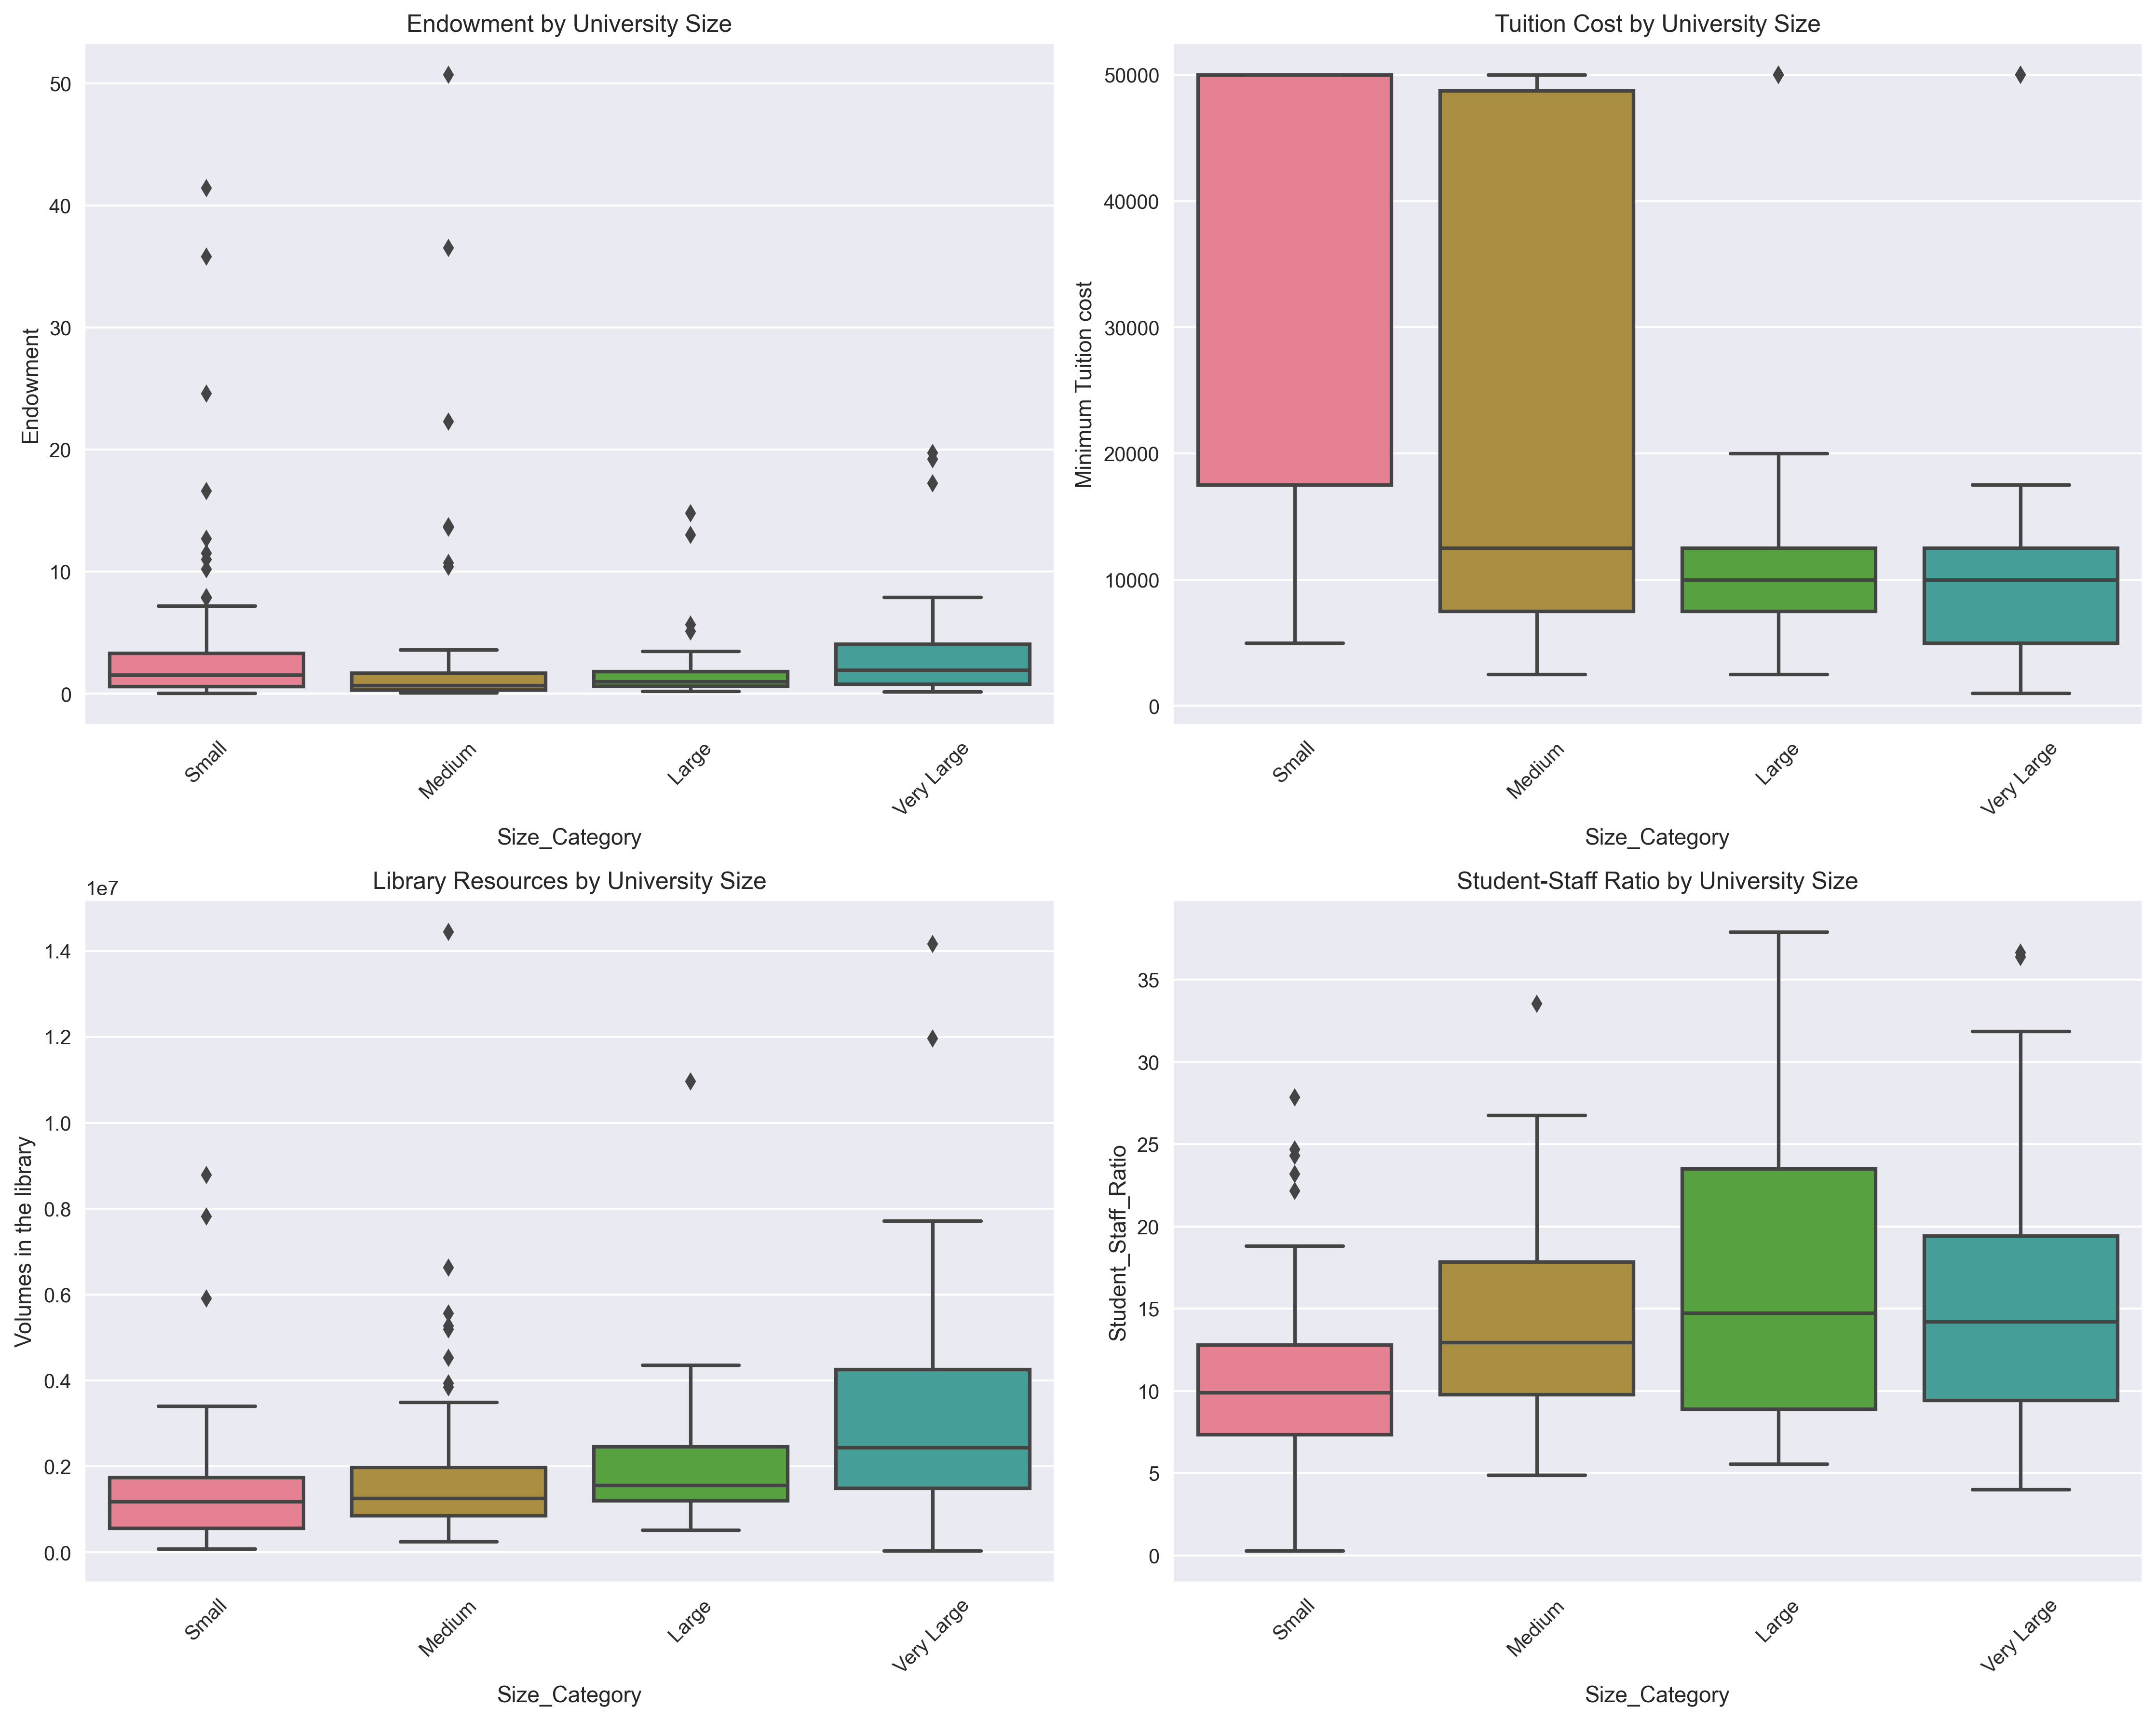 Endowment by University Size
50
40
30
20
10
0
Endowment
Small
Medium
Large
Very Large
Size_Category
Tuition Cost by University Size
50000
40000
30000
20000
10000
0
Minimum Tuition cost
Small
Medium
Large
Very Large
Size_Category
Library Resources by University Size
1e7
1.4
1.2
1.0
0.8
0.6
0.4
0.2
0.0
Volumes in the library
Small
Medium
Large
Very Large
Size_Category
Student-Staff Ratio by University Size
35
30
25
20
15
10
5
0
Student_Staff_Ratio
Small
Medium
Large
Very Large
Size_Category